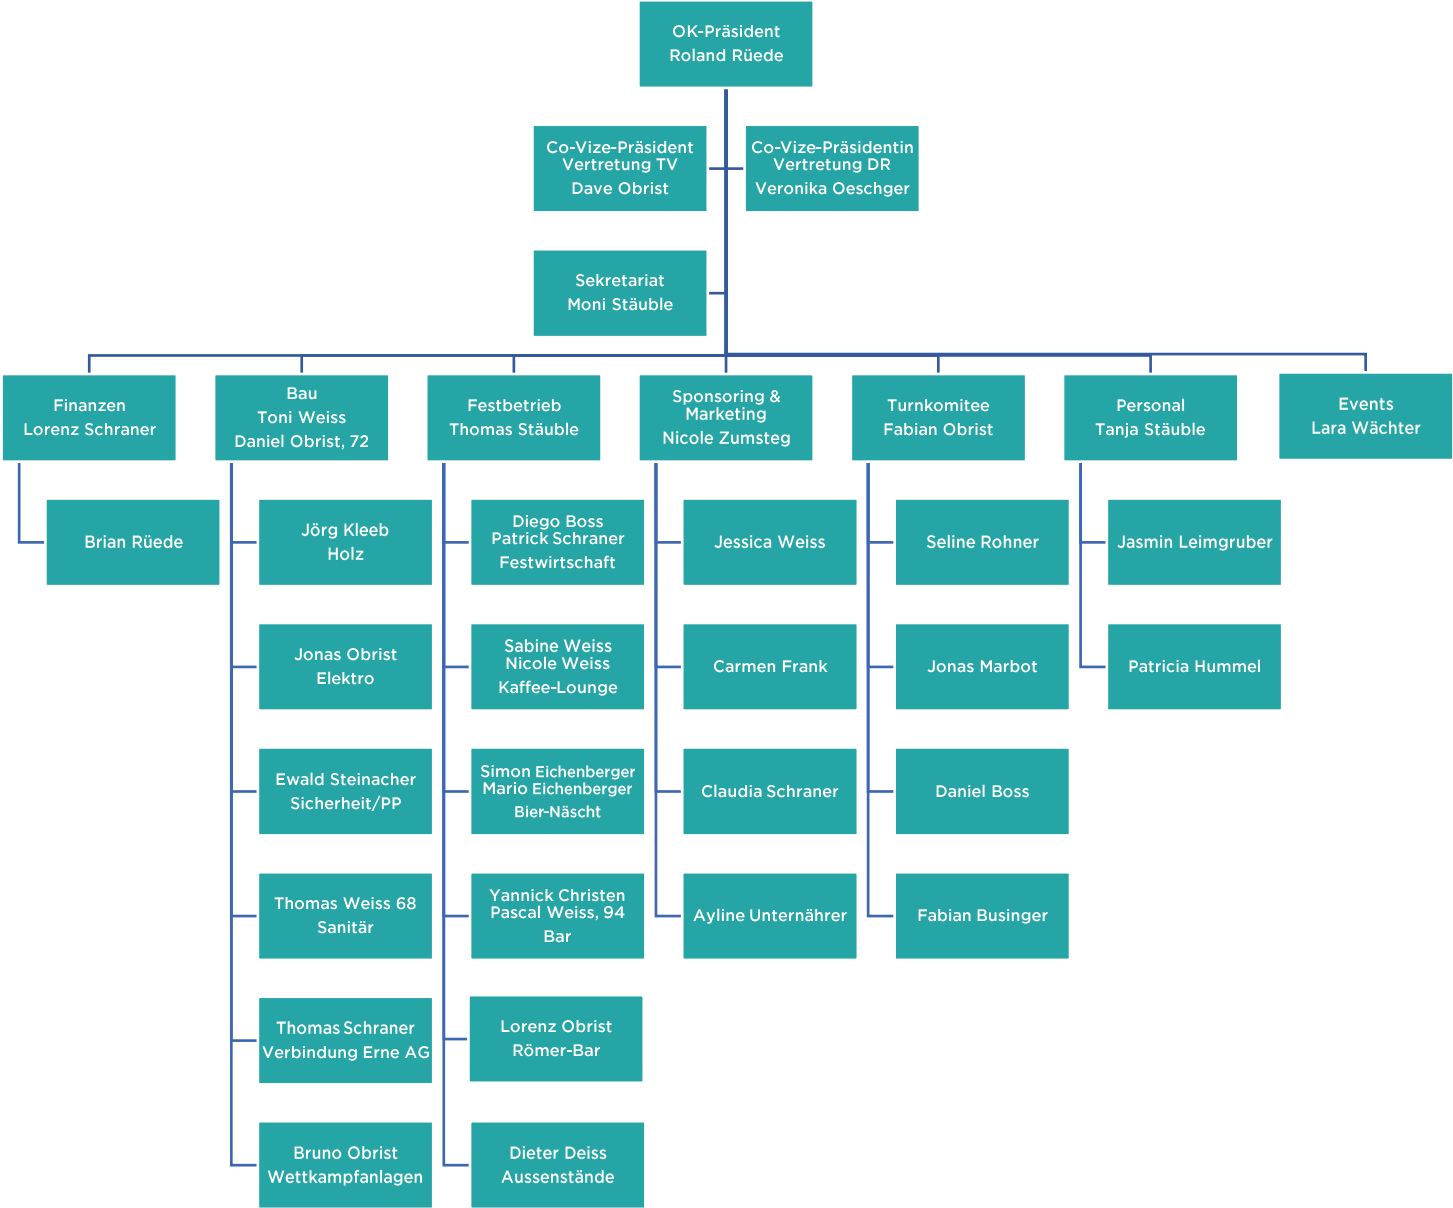 OK-Präsident
Roland Rüede
Co-Vize-Präsident
Vertretung TV
Dave Obrist
Co-Vize-Präsidentin
Vertretung DR
Veronika Oeschger
Sekretariat
Moni Stäuble
Finanzen
Lorenz Schraner
Bau
Toni Weiss
Daniel Obrist, 72
Festbetrieb
Thomas Stäuble
Sponsoring &
Marketing
Nicole Zumsteg
Turnkomitee
Fabian Obrist
Personal
Tanja Stäuble
Events
Lara Wächter
Brian Rüede
Jörg Kleeb
Holz
Diego Boss
Patrick Schraner
Festwirtschaft
Jessica Weiss
Seline Rohner
Jasmin Leimgruber
Jonas Obrist
Elektro
Sabine Weiss
Nicole Weiss
Kaffee-Lounge
Carmen Frank
Jonas Marbot
Patricia Hummel
Ewald Steinacher
Sicherheit/PP
Simon Eichenberger
Mario Eichenberger
Bier-Näscht
Claudia Schraner
Daniel Boss
Thomas Weiss 68
Sanitär
Yannick Christen
Pascal Weiss, 94
Bar
Ayline Unternährer
Fabian Businger
Thomas Schraner
Verbindung Erne AG
Lorenz Obrist
Römer-Bar
Bruno Obrist
Wettkampfanlagen
Dieter Deiss
Aussenstände